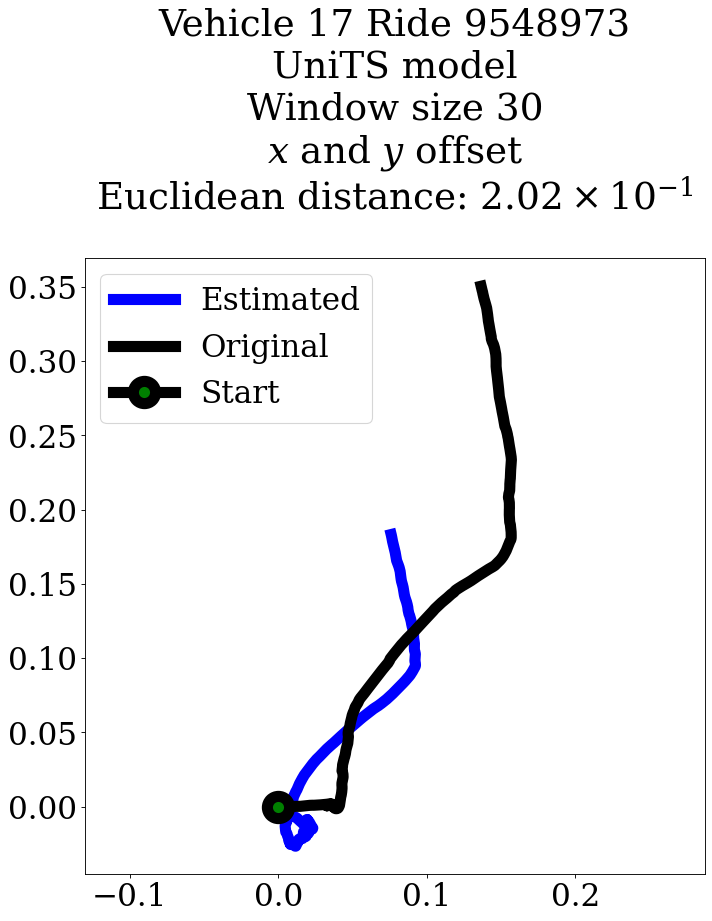 Vehicle 17 Ride 9548973
UniTS model
Window size 30
x and y offset
Euclidean distance: 2.02 × 10⁻¹
Estimated
Original
Start
0.35
0.30
0.25
0.20
0.15
0.10
0.05
0.00
−0.1 0.0 0.1 0.2